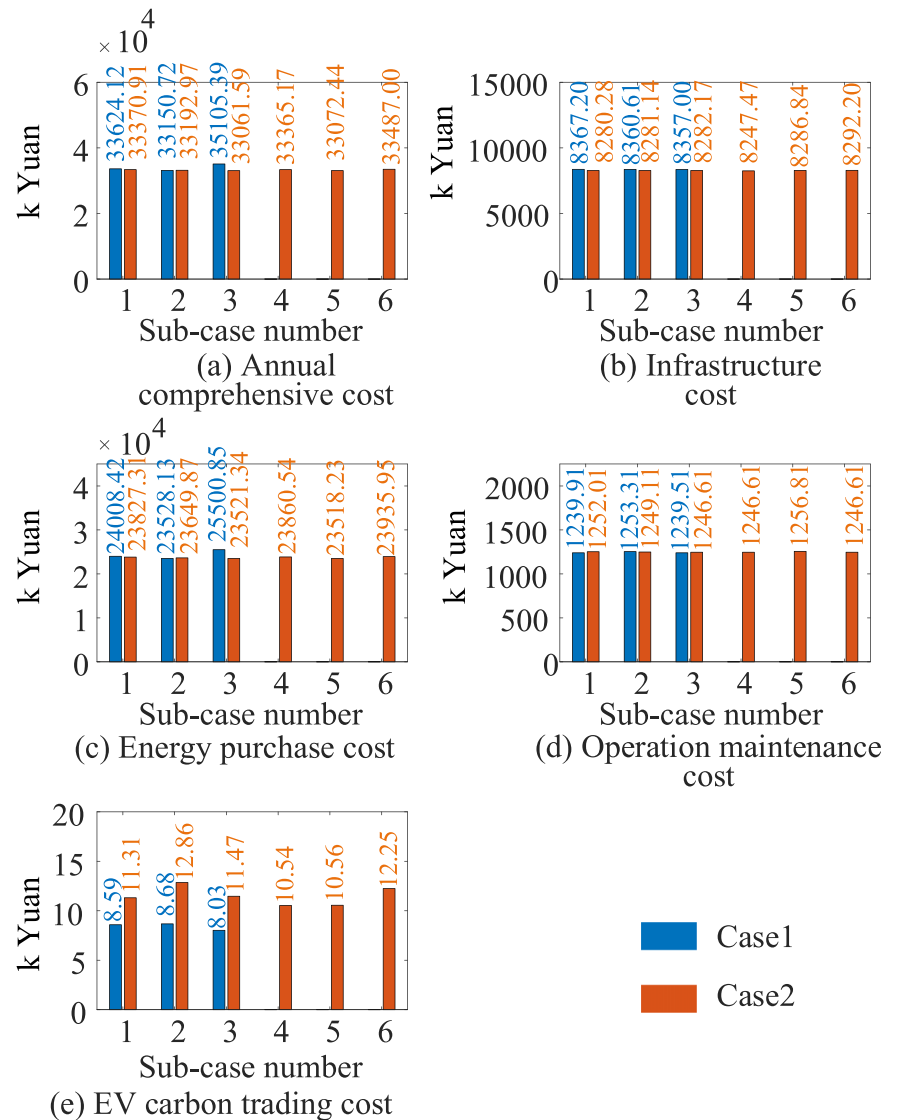 × 10⁴
k Yuan
6
4
2
0
33624.12
33370.91
33150.72
33192.97
35105.39
33061.59
33365.17
33072.44
33487.00
1 2 3 4 5 6
Sub-case number
(a) Annual
comprehensive cost
k Yuan
15000
10000
5000
0
8367.20
8280.28
8360.61
8281.14
8357.00
8282.17
8247.47
8286.84
8292.20
1 2 3 4 5 6
Sub-case number
(b) Infrastructure
cost
× 10⁴
k Yuan
4
3
2
1
0
24008.42
23827.31
23528.13
23649.87
25500.85
23521.34
23860.54
23518.23
23935.95
1 2 3 4 5 6
Sub-case number
(c) Energy purchase cost
k Yuan
2000
1500
1000
500
0
1239.91
1252.01
1253.31
1249.11
1239.51
1246.61
1246.61
1256.81
1246.61
1 2 3 4 5 6
Sub-case number
(d) Operation maintenance
cost
k Yuan
20
15
10
5
0
8.59
11.31
8.68
12.86
8.03
11.47
10.54
10.56
12.25
1 2 3 4 5 6
Sub-case number
(e) EV carbon trading cost
Case1
Case2